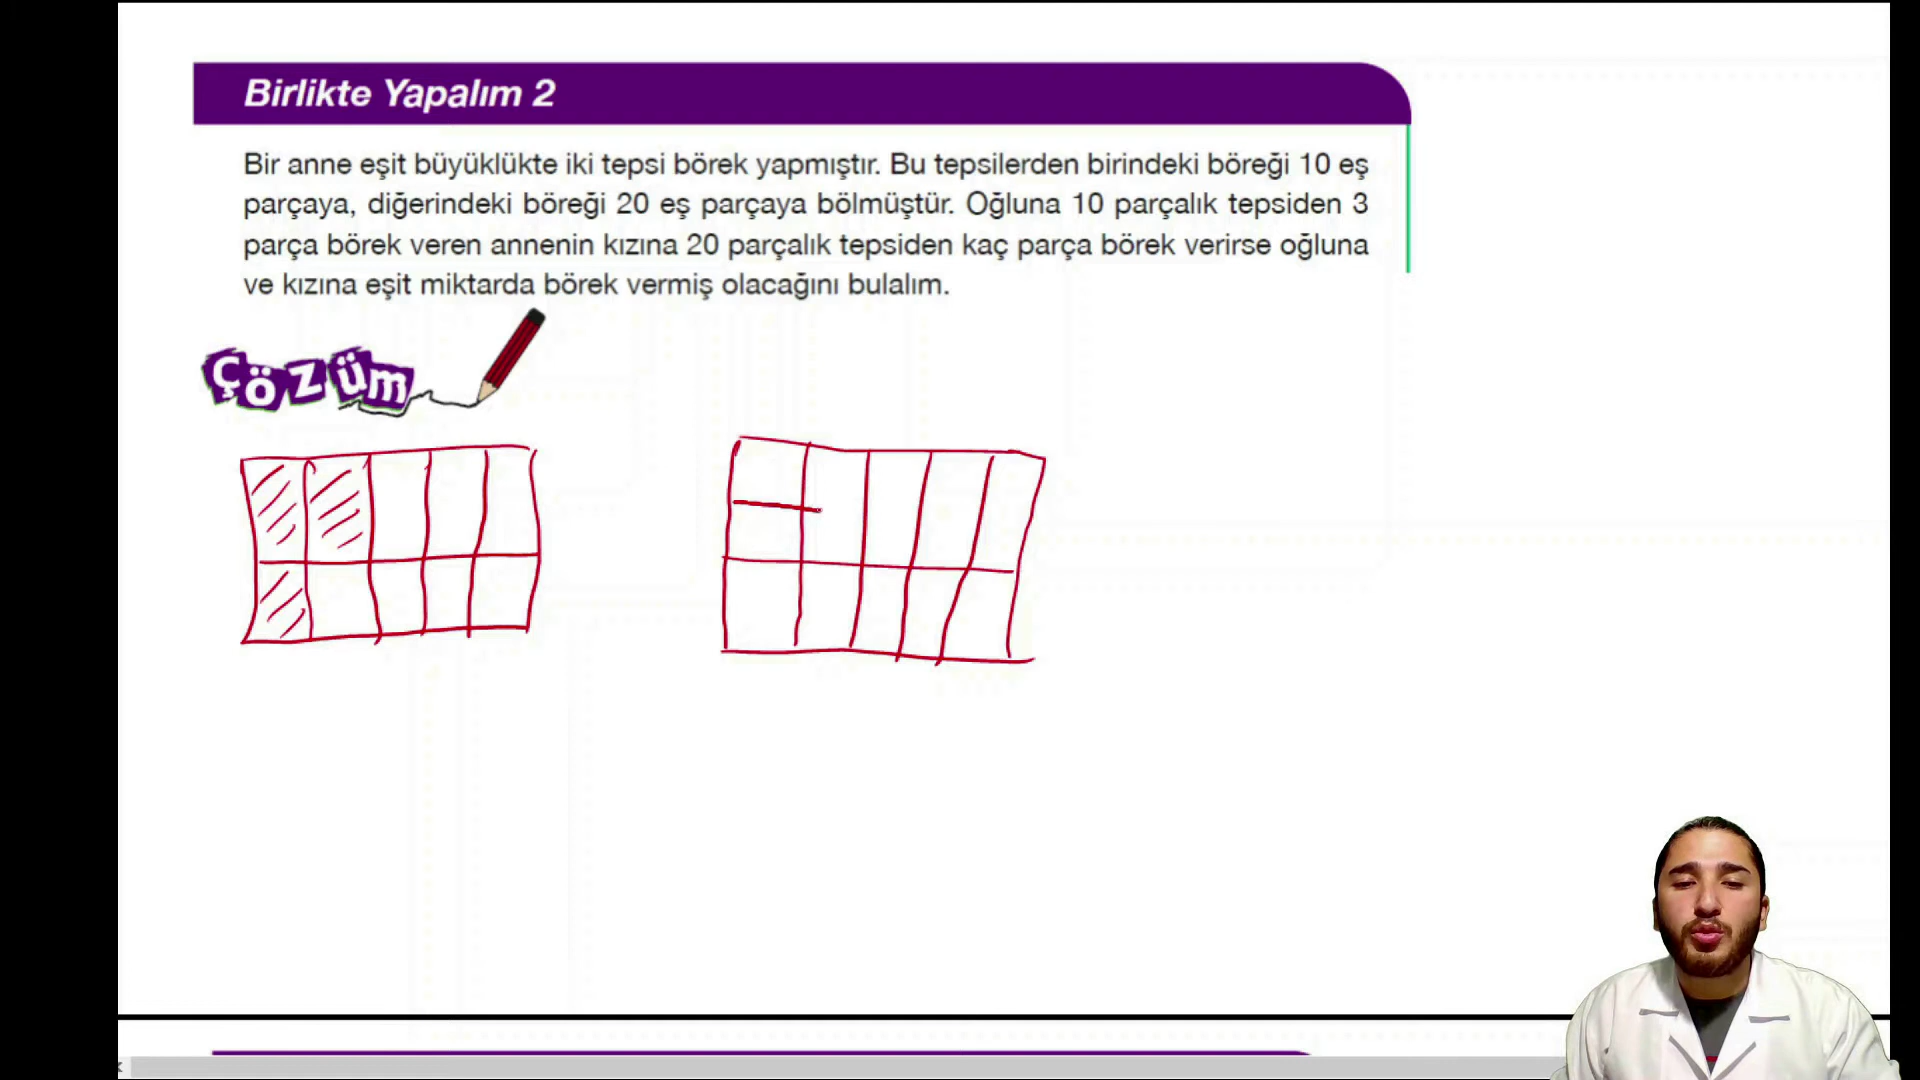 Birlikte Yapalım 2
Bir anne eşit büyüklükte iki tepsi börek yapmıştır. Bu tepsilerden birindeki böreği 10 eş
parçaya, diğerindeki böreği 20 eş parçaya bölmüştür. Oğluna 10 parçalık tepsiden 3
parça börek veren annenin kızına 20 parçalık tepsiden kaç parça börek verirse oğluna
ve kızına eşit miktarda börek vermiş olacağını bulalım.
Çözüm